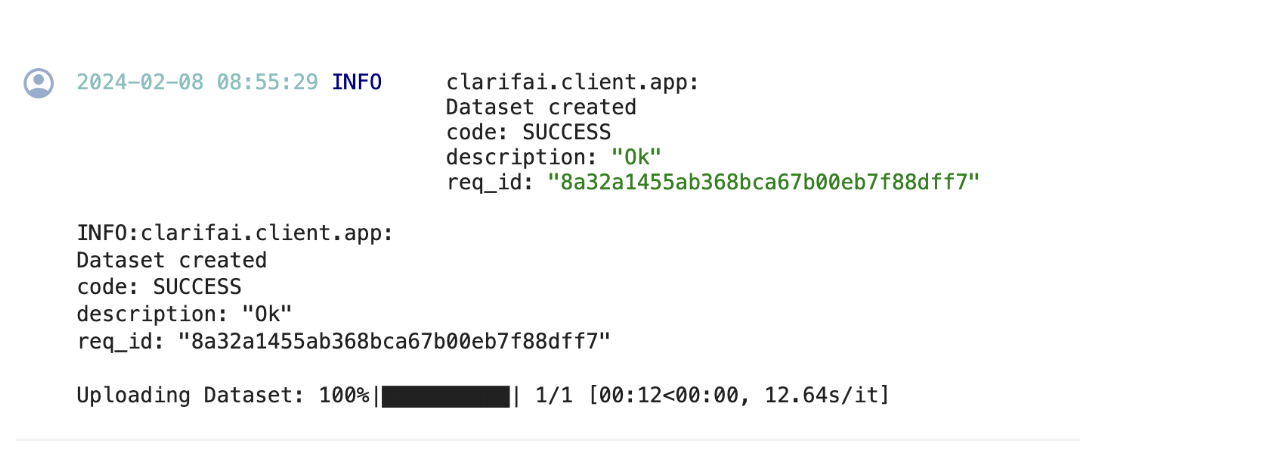 2024-02-08 08:55:29 INFO clarifai.client.app:
Dataset created
code: SUCCESS
description: "Ok"
req_id: "8a32a1455ab368bca67b00eb7f88dff7"
INFO:clarifai.client.app:
Dataset created
code: SUCCESS
description: "Ok"
req_id: "8a32a1455ab368bca67b00eb7f88dff7"
Uploading Dataset: 100%|██████████| 1/1 [00:12<00:00, 12.64s/it]